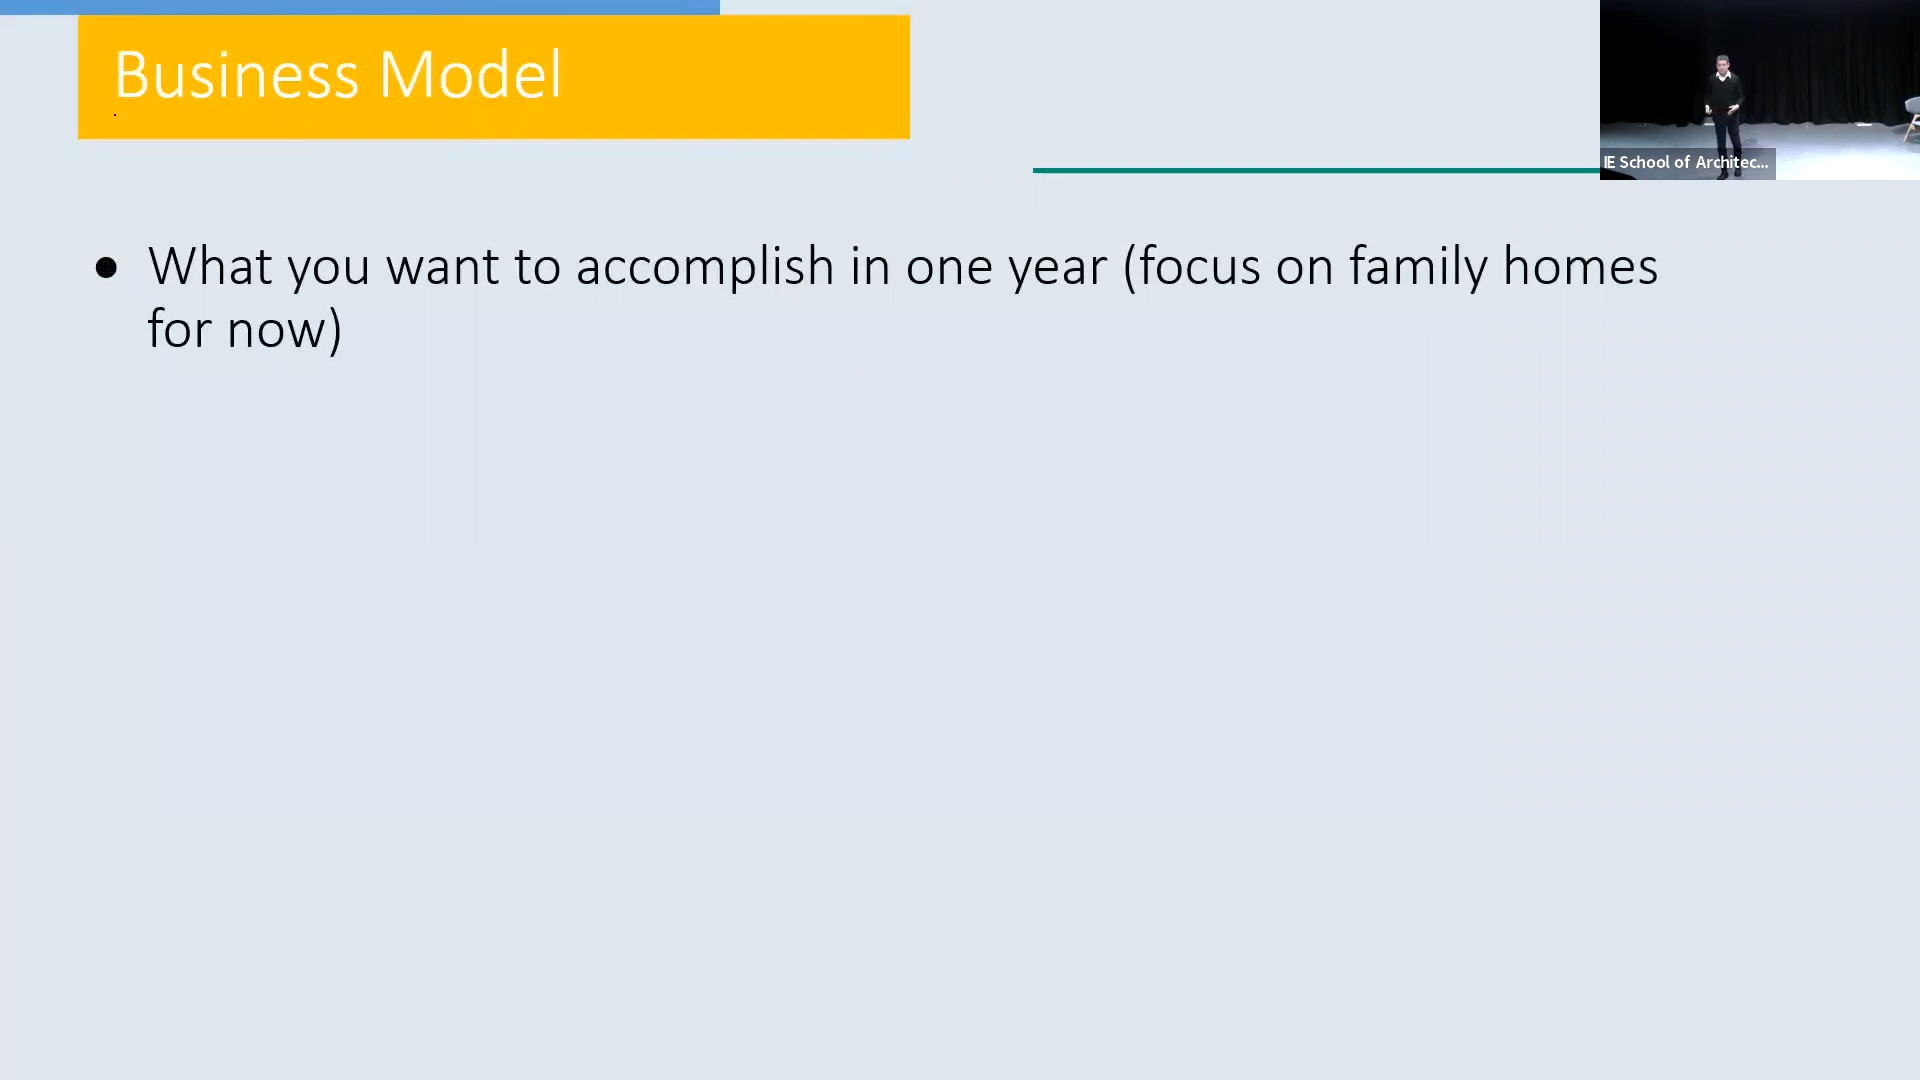 Business Model
IE School of Architec...
● What you want to accomplish in one year (focus on family homes
for now)